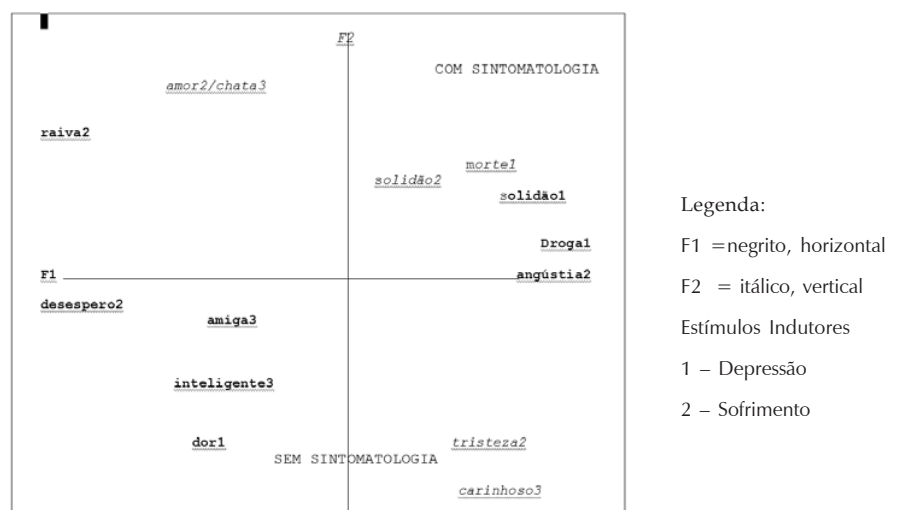 F2
COM SINTOMATOLOGIA
amor2/chata3
raiva2
morte1
solidão2
solidão1
Droga1
F1
angústia2
desespero2
amiga3
inteligente3
dor1
tristeza2
SEM SINTOMATOLOGIA
carinhoso3
Legenda:
F1 =negrito, horizontal
F2 = itálico, vertical
Estímulos Indutores
1 – Depressão
2 – Sofrimento